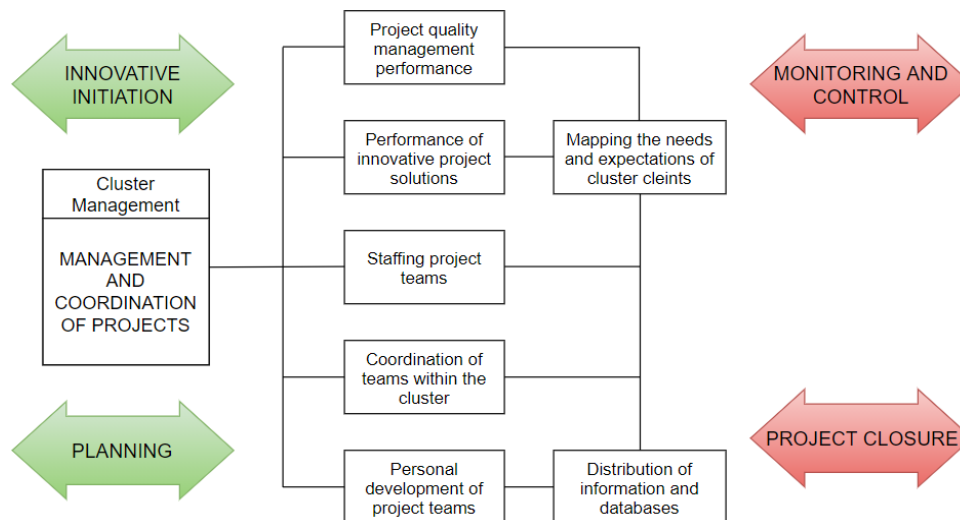 INNOVATIVE
INITIATION
Cluster
Management
MANAGEMENT
AND
COORDINATION
OF PROJECTS
PLANNING
Project quality
management
performance
Performance of
innovative project
solutions
Staffing project
teams
Coordination of
teams within the
cluster
Personal
development of
project teams
Mapping the needs
and expectations of
cluster cleints
Distribution of
information and
databases
MONITORING AND
CONTROL
PROJECT CLOSURE